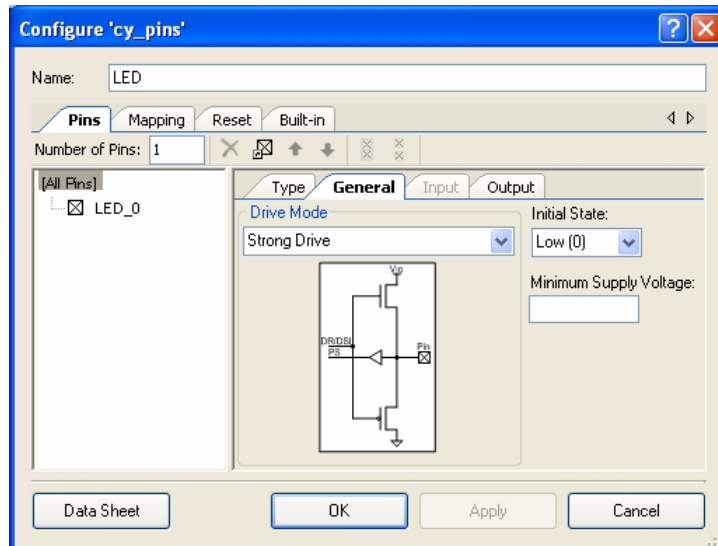 Configure 'cy_pins'
Name: LED
Pins Mapping Reset Built-in
Number of Pins: 1
[All Pins]
LED_0
Type General Input Output
Drive Mode
Strong Drive
Initial State:
Low (0)
Minimum Supply Voltage:
Vio
DR/DSI
PS
Pin
Data Sheet OK Apply Cancel